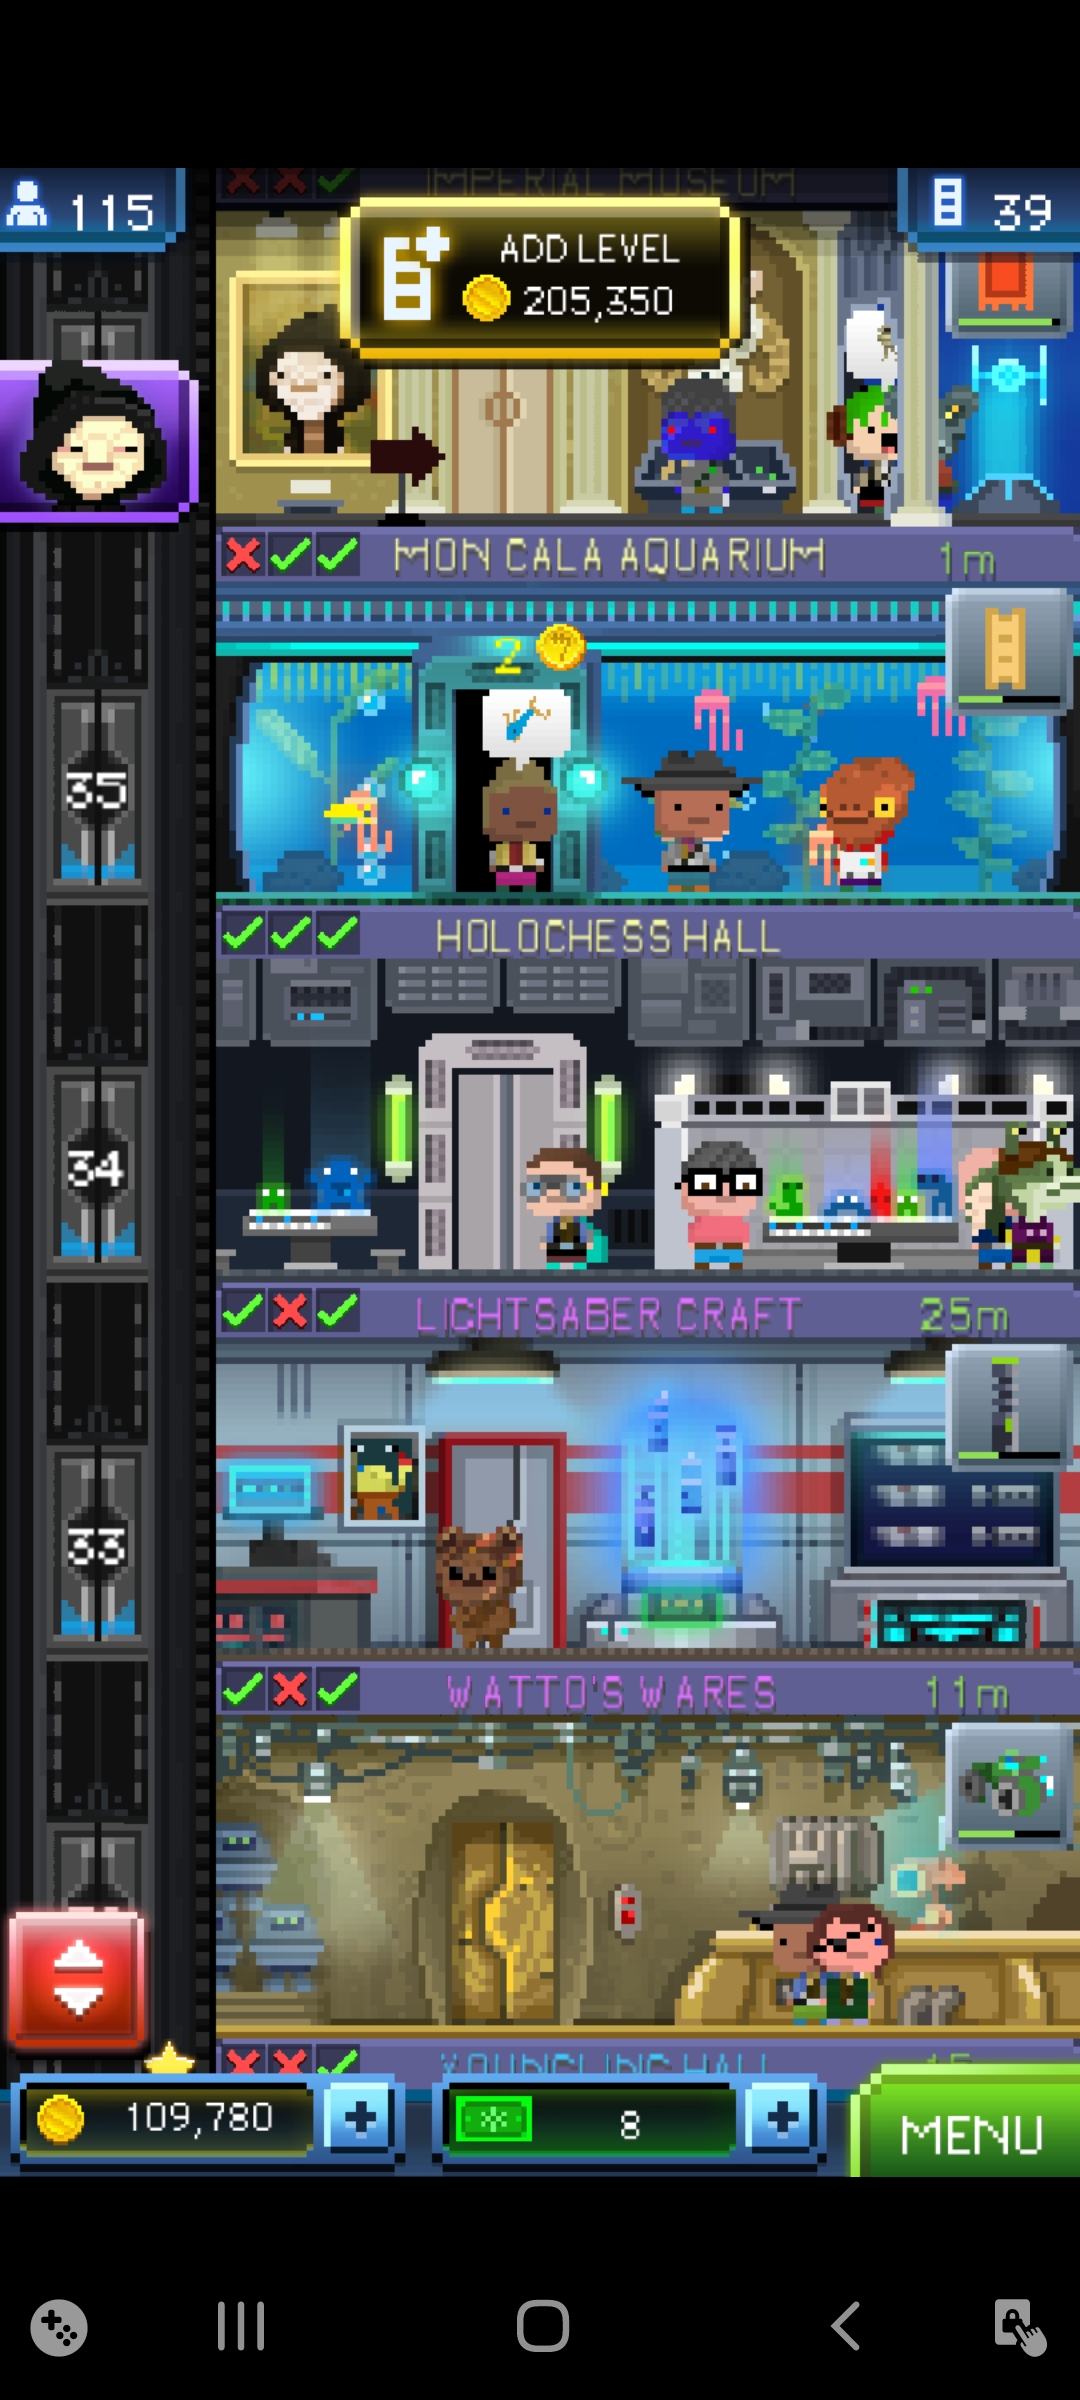 IMPERIAL MUSEUM
115
39
ADD LEVEL
205,350
MON CALA AQUARIUM 1m
2
35
HOLOCHESS HALL
34
LIGHTSABER CRAFT 25m
33
WATTO'S WARES 11m
YOUNGLING HALL
109,780
8
MENU